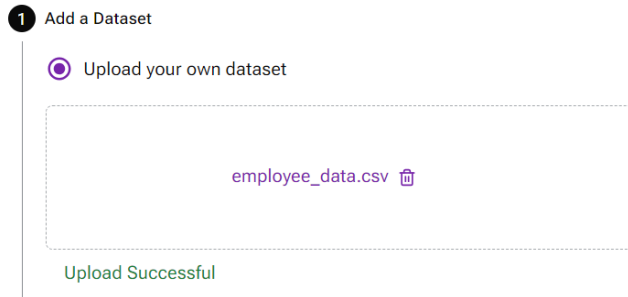 1 Add a Dataset
Upload your own dataset
employee_data.csv
Upload Successful